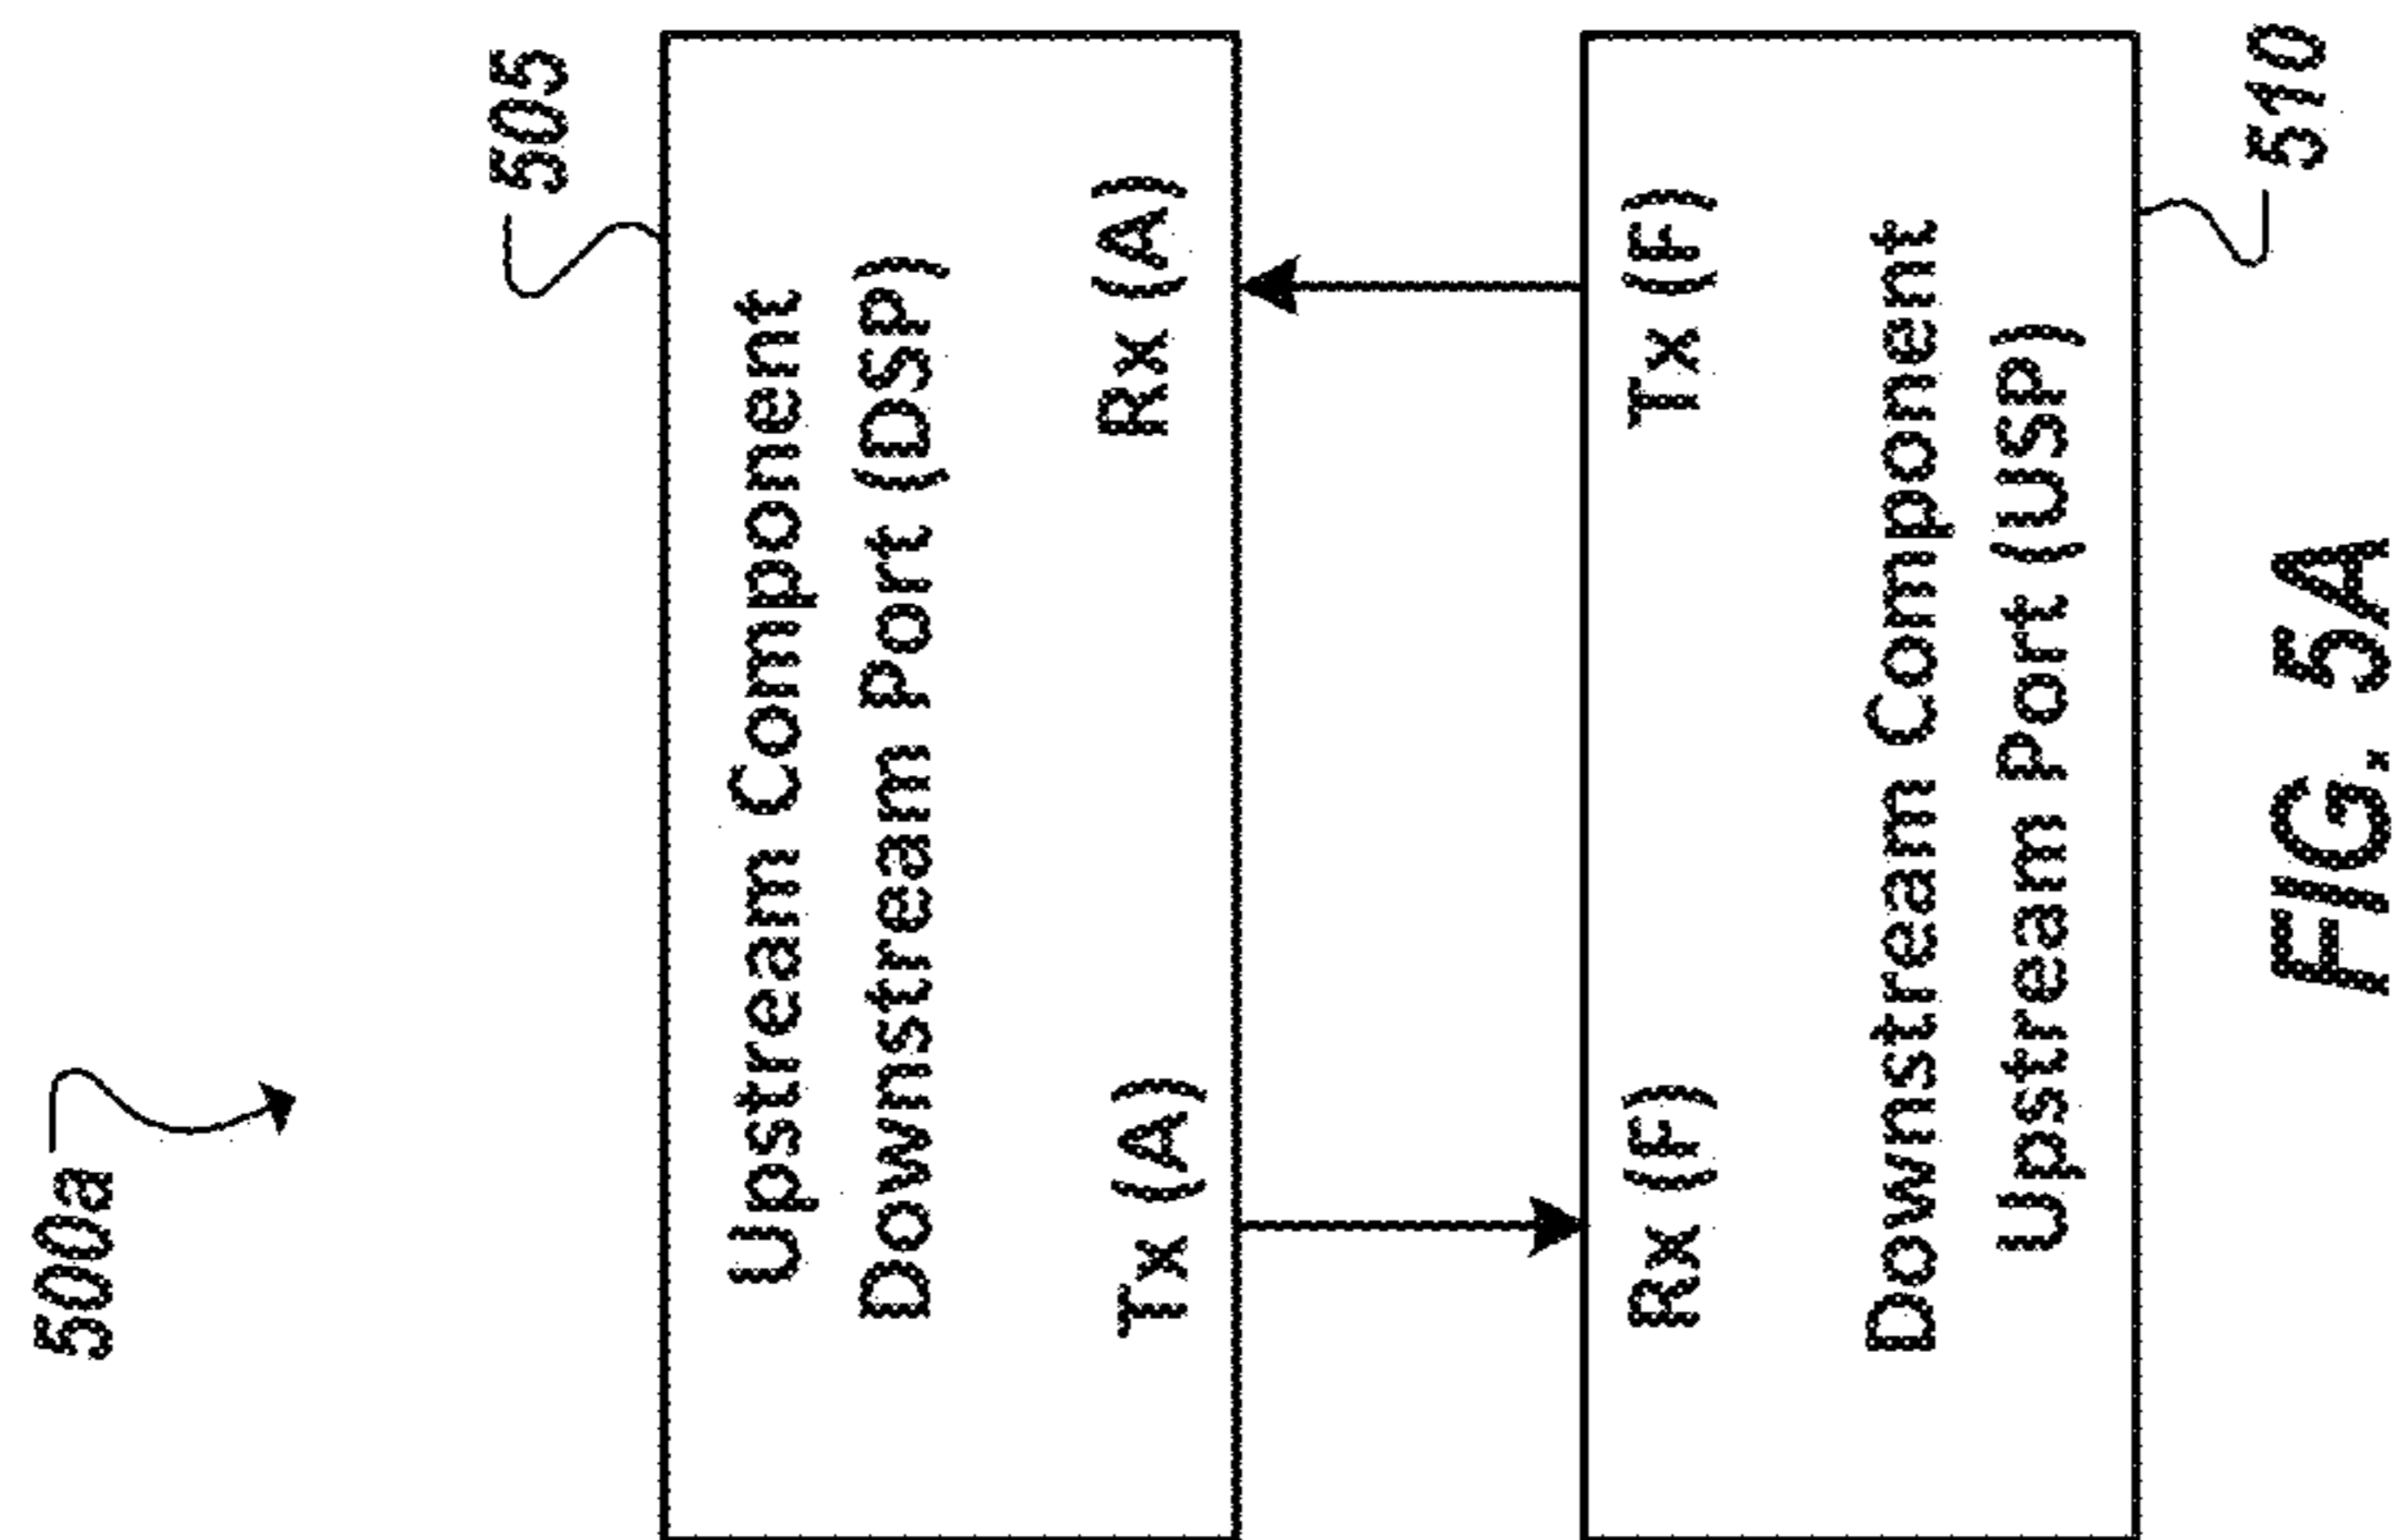 500a
505
Upstream Component
Downstream Port (DSP)
Tx (A) Rx (A)
Rx (F) Tx (F)
Downstream Component
Upstream Port (USP)
510
FIG. 5A